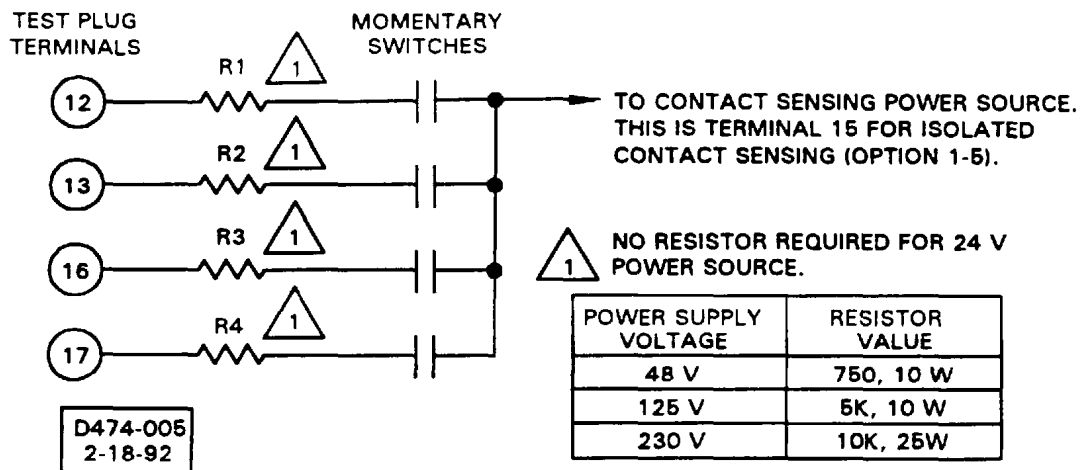 TEST PLUG
TERMINALS
MOMENTARY
SWITCHES
R1
1
12
TO CONTACT SENSING POWER SOURCE.
THIS IS TERMINAL 15 FOR ISOLATED
CONTACT SENSING (OPTION 1-5).
R2
1
13
R3
1
16
1
NO RESISTOR REQUIRED FOR 24 V
POWER SOURCE.
R4
1
17
POWER SUPPLY
VOLTAGE
RESISTOR
VALUE
48 V
750, 10 W
125 V
5K, 10 W
230 V
10K, 25W
D474-005
2-18-92